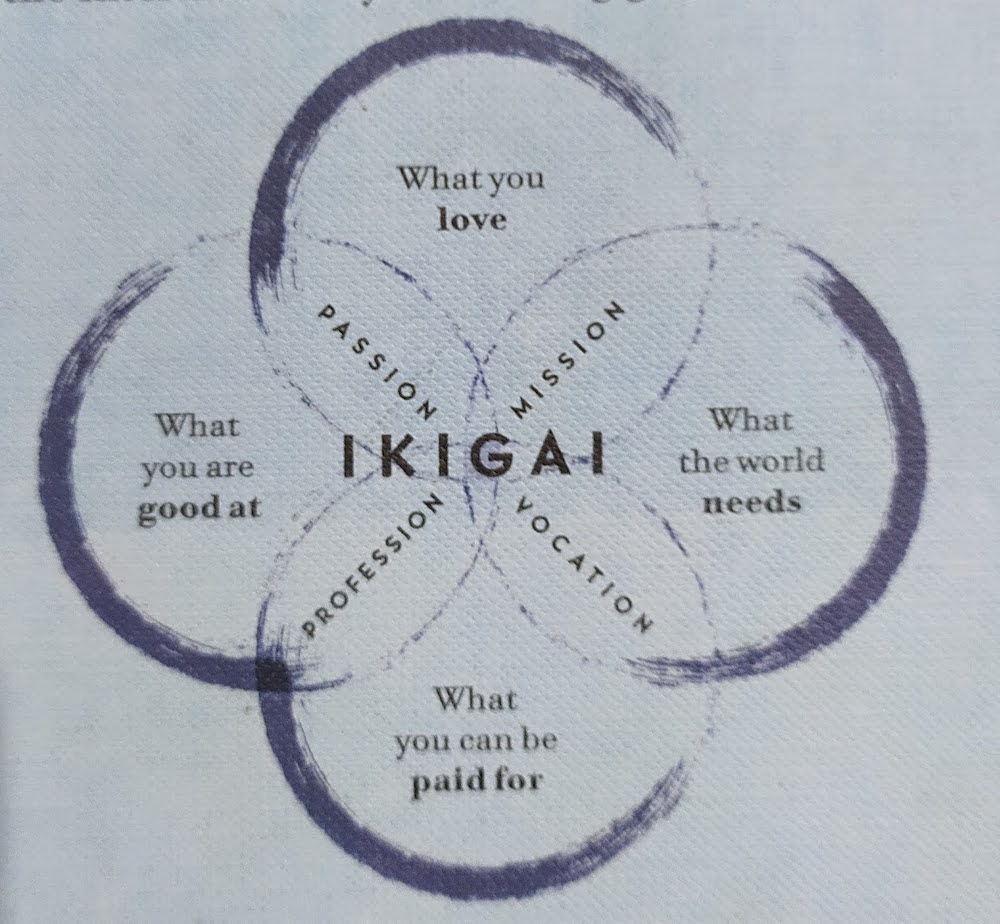 What you
love
PASSION
MISSION
What
you are
good at
IKIGAI
What
the world
needs
PROFESSION
VOCATION
What
you can be
paid for